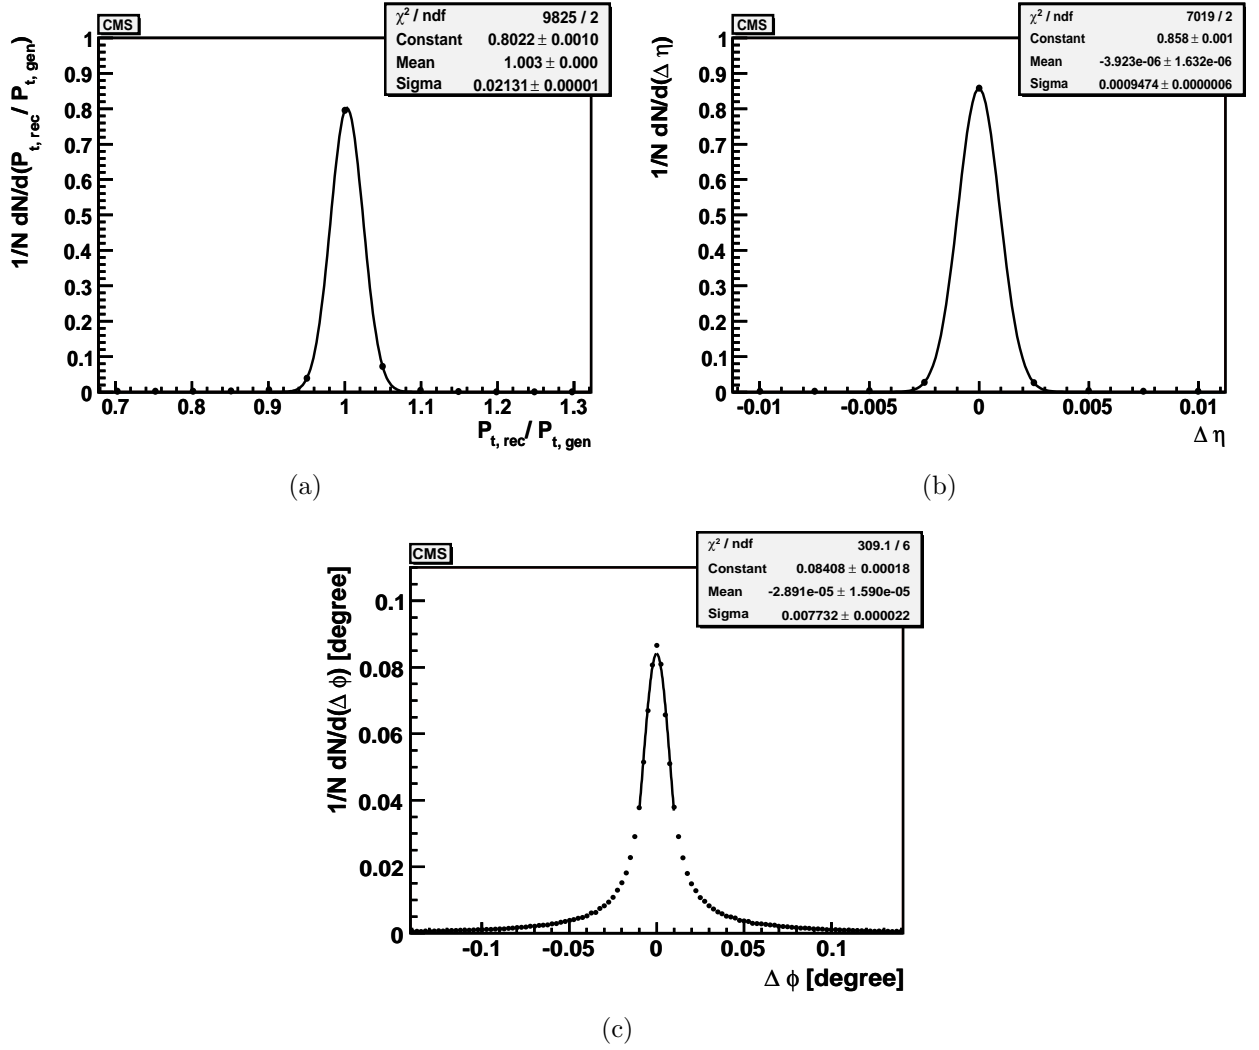 CMS
χ² / ndf 9825 / 2
Constant 0.8022 ± 0.0010
Mean 1.003 ± 0.000
Sigma 0.02131 ± 0.00001
1/N dN/d(P t, rec / P t, gen)
1
0.9
0.8
0.7
0.6
0.5
0.4
0.3
0.2
0.1
0
0.7 0.8 0.9 1 1.1 1.2 1.3
P t, rec / P t, gen
(a)
CMS
χ² / ndf 7019 / 2
Constant 0.858 ± 0.001
Mean -3.923e-06 ± 1.632e-06
Sigma 0.0009474 ± 0.0000006
1/N dN/d(Δ η)
1
0.9
0.8
0.7
0.6
0.5
0.4
0.3
0.2
0.1
0
-0.01 -0.005 0 0.005 0.01
Δ η
(b)
CMS
χ² / ndf 309.1 / 6
Constant 0.08408 ± 0.00018
Mean -2.891e-05 ± 1.590e-05
Sigma 0.007732 ± 0.000022
1/N dN/d(Δ ϕ) [degree]
0.1
0.08
0.06
0.04
0.02
0
-0.1 -0.05 0 0.05 0.1
Δ ϕ [degree]
(c)